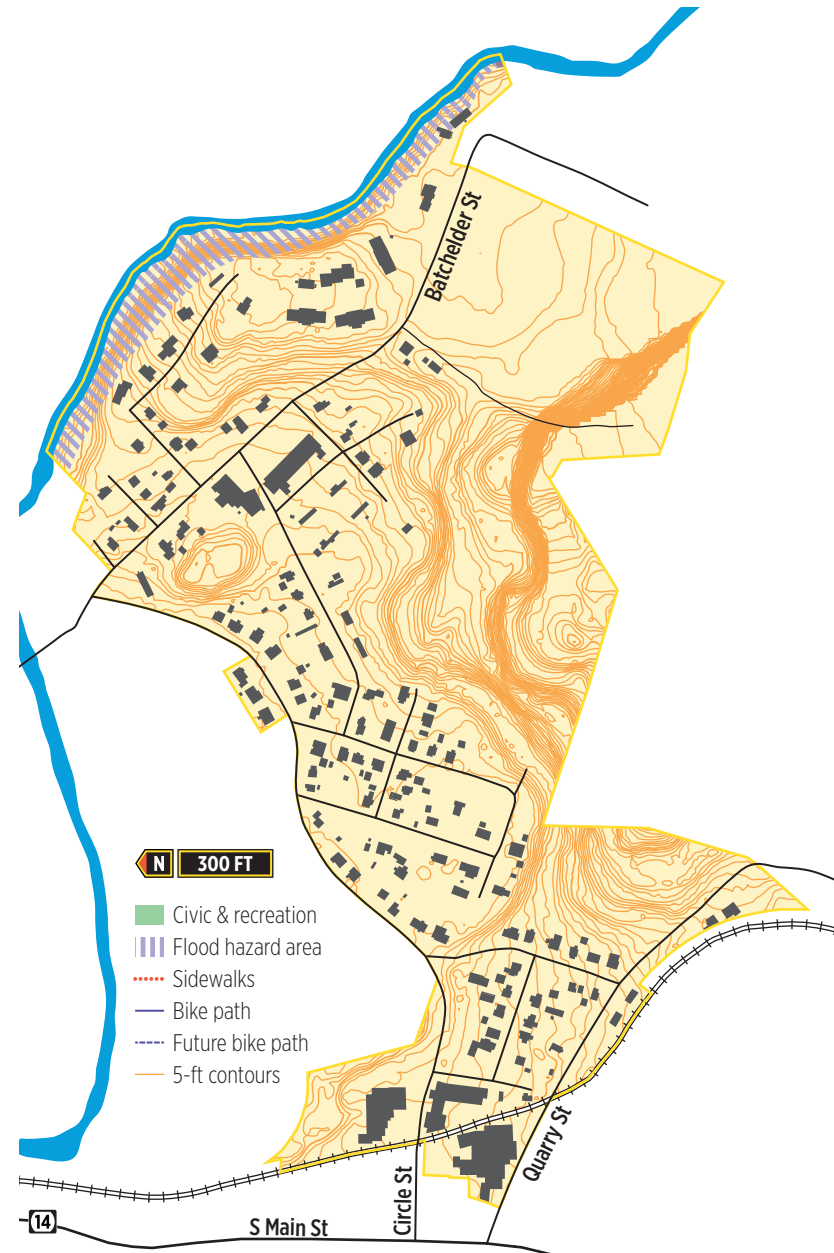 Batchelder St
N 300 FT
Civic & recreation
Flood hazard area
Sidewalks
Bike path
Future bike path
5-ft contours
Quarry St
Circle St
14
S Main St